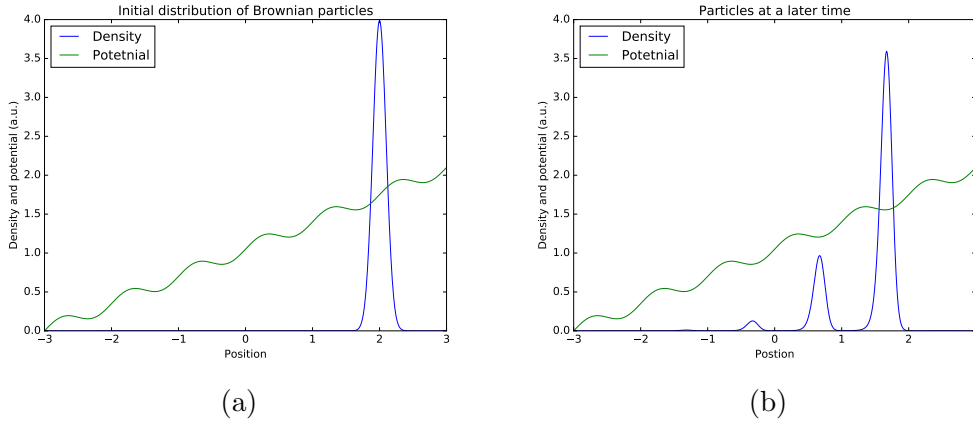 Initial distribution of Brownian particles
Density
Potetnial
Density and potential (a.u.)
4.0
3.5
3.0
2.5
2.0
1.5
1.0
0.5
0.0
−3 −2 −1 0 1 2 3
Position
(a)
Particles at a later time
Density
Potetnial
Density and potential (a.u.)
4.0
3.5
3.0
2.5
2.0
1.5
1.0
0.5
0.0
−3 −2 −1 0 1 2
Postion
(b)